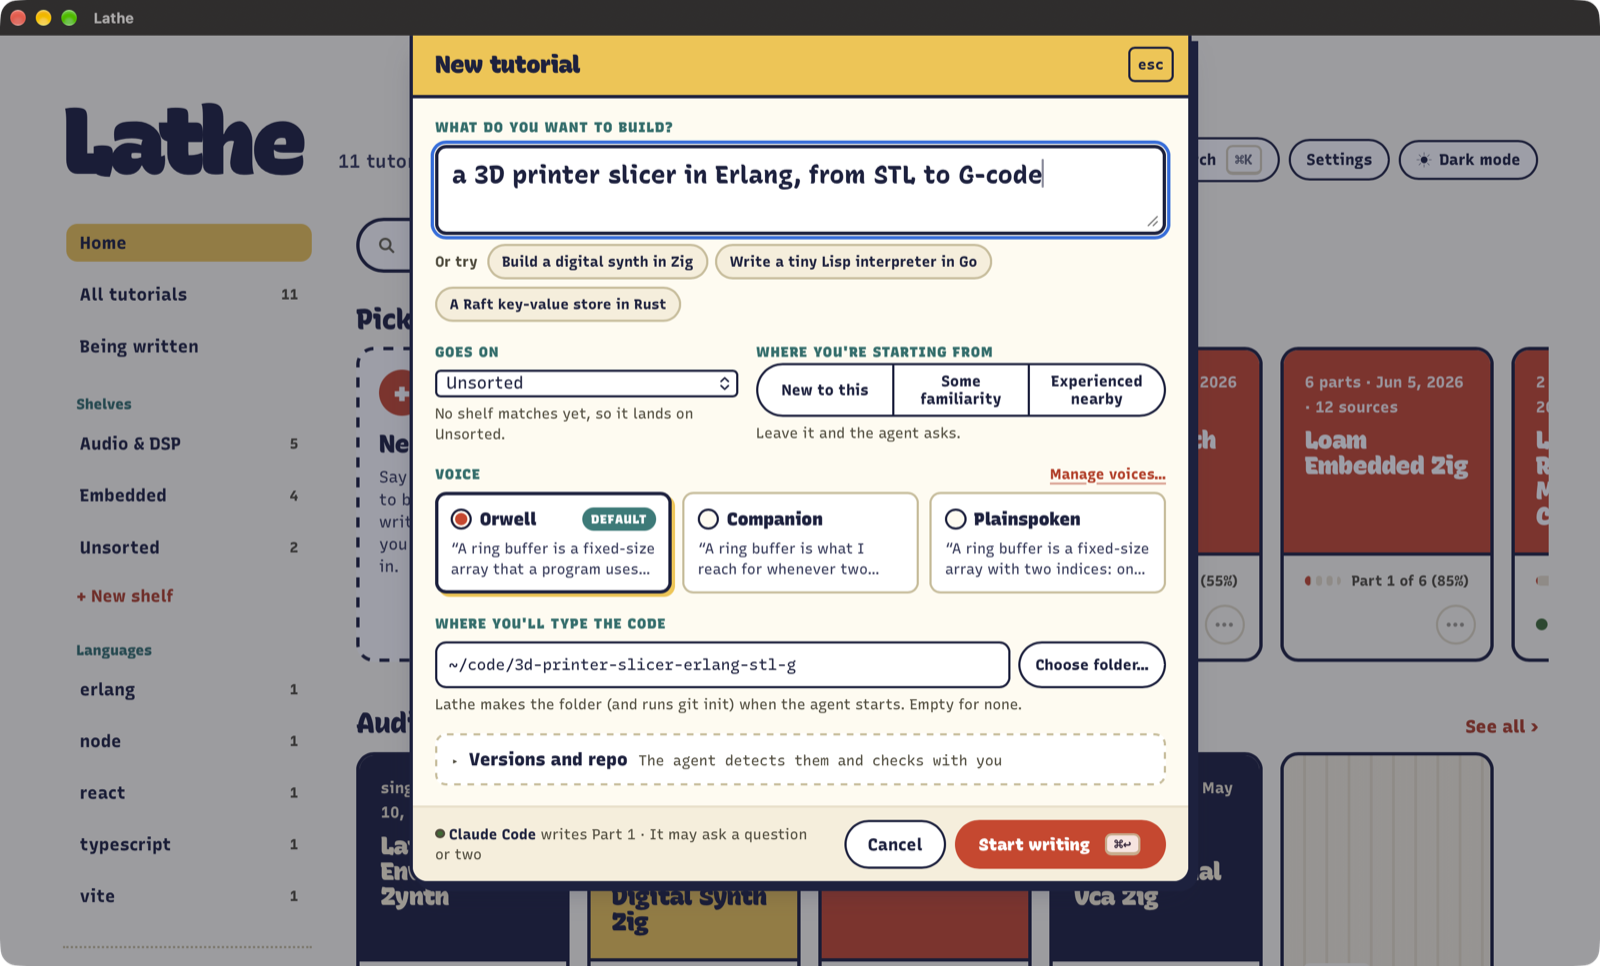 Lathe
New tutorial
esc
WHAT DO YOU WANT TO BUILD?
a 3D printer slicer in Erlang, from STL to G-code
Or try
Build a digital synth in Zig
Write a tiny Lisp interpreter in Go
A Raft key-value store in Rust
GOES ON
Unsorted
No shelf matches yet, so it lands on
Unsorted.
WHERE YOU'RE STARTING FROM
New to this
Some
familiarity
Experienced
nearby
Leave it and the agent asks.
VOICE
Manage voices...
Orwell
DEFAULT
“A ring buffer is a fixed-size
array that a program uses...
Companion
“A ring buffer is what I
reach for whenever two...
Plainspoken
“A ring buffer is a fixed-size
array with two indices: on...
WHERE YOU'LL TYPE THE CODE
~/code/3d-printer-slicer-erlang-stl-g
Choose folder...
Lathe makes the folder (and runs git init) when the agent starts. Empty for none.
Versions and repo The agent detects them and checks with you
Claude Code writes Part 1 · It may ask a question
or two
Cancel
Start writing ⌘↩
Lathe
11
⌘K
Settings
Dark mode
Home
All tutorials 11
Being written
Shelves
Audio & DSP 5
Embedded 4
Unsorted 2
+ New shelf
Languages
erlang 1
node 1
react 1
typescript 1
vite 1
Pick
Say
to b
you
in.
2026
(55%)
6 parts · Jun 5, 2026
· 12 sources
Loam
Embedded Zig
Part 1 of 6 (85%)
See all ›
10,
Zynth
Digital Synth
Zig
May
Vca Zig